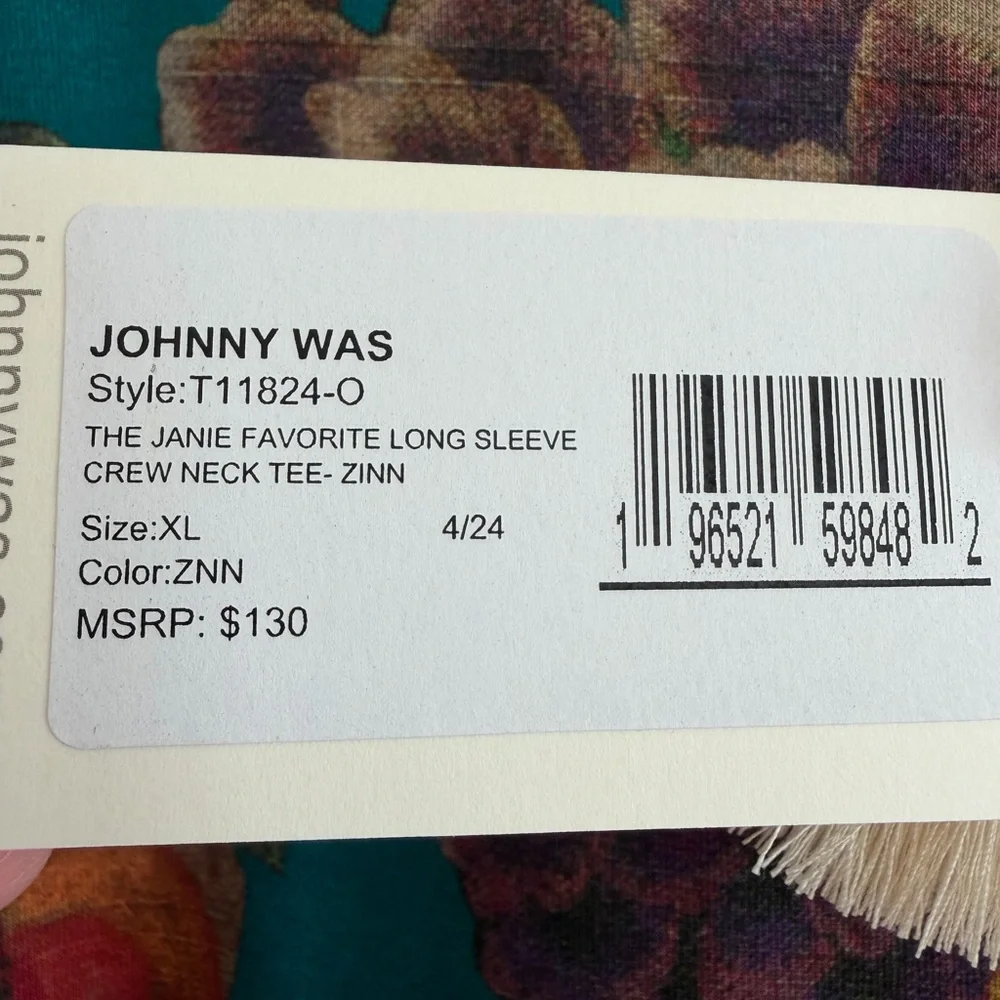 JOHNNY WAS
Style:T11824-O
THE JANIE FAVORITE LONG SLEEVE
CREW NECK TEE- ZINN
Size:XL 4/24
Color:ZNN
MSRP: $130
1 96521 59848 2